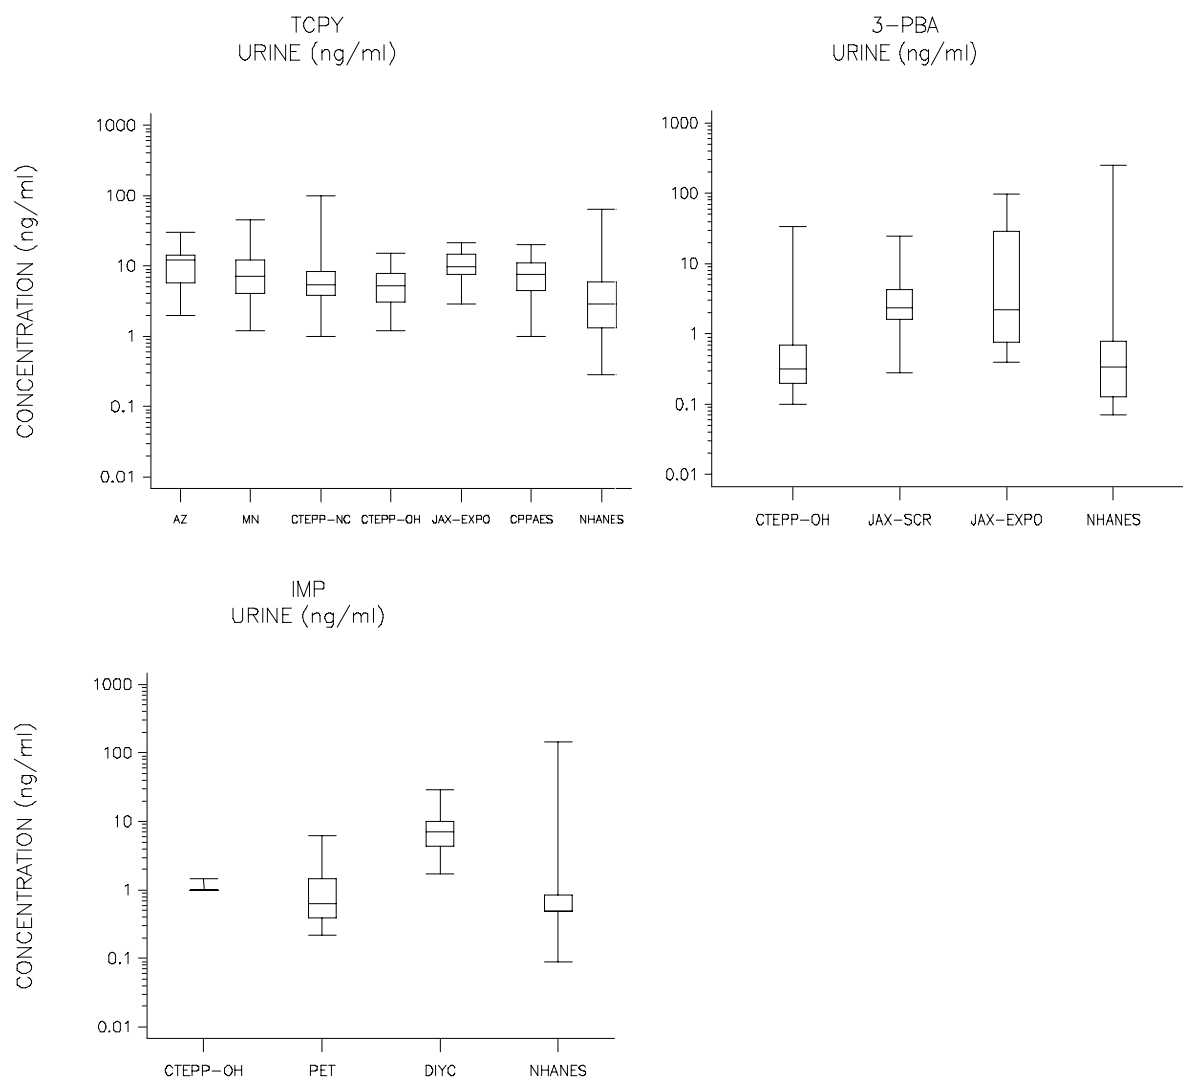 TCPY
URINE (ng/ml)
CONCENTRATION (ng/ml)
1000
100
10
1
0.1
0.01
AZ MN CTEPP-NC CTEPP-OH JAX-EXPO CPPAES NHANES
3-PBA
URINE (ng/ml)
1000
100
10
1
0.1
0.01
CTEPP-OH JAX-SCR JAX-EXPO NHANES
IMP
URINE (ng/ml)
CONCENTRATION (ng/ml)
1000
100
10
1
0.1
0.01
CTEPP-OH PET DIYC NHANES